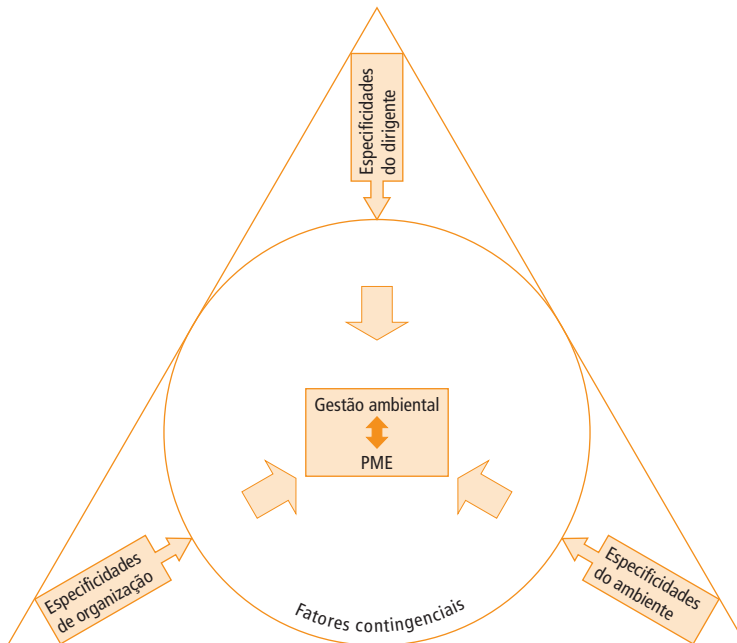 Especificidades
do dirigente
Gestão ambiental
PME
Especificidades
de organização
Especificidades
do ambiente
Fatores contingenciais